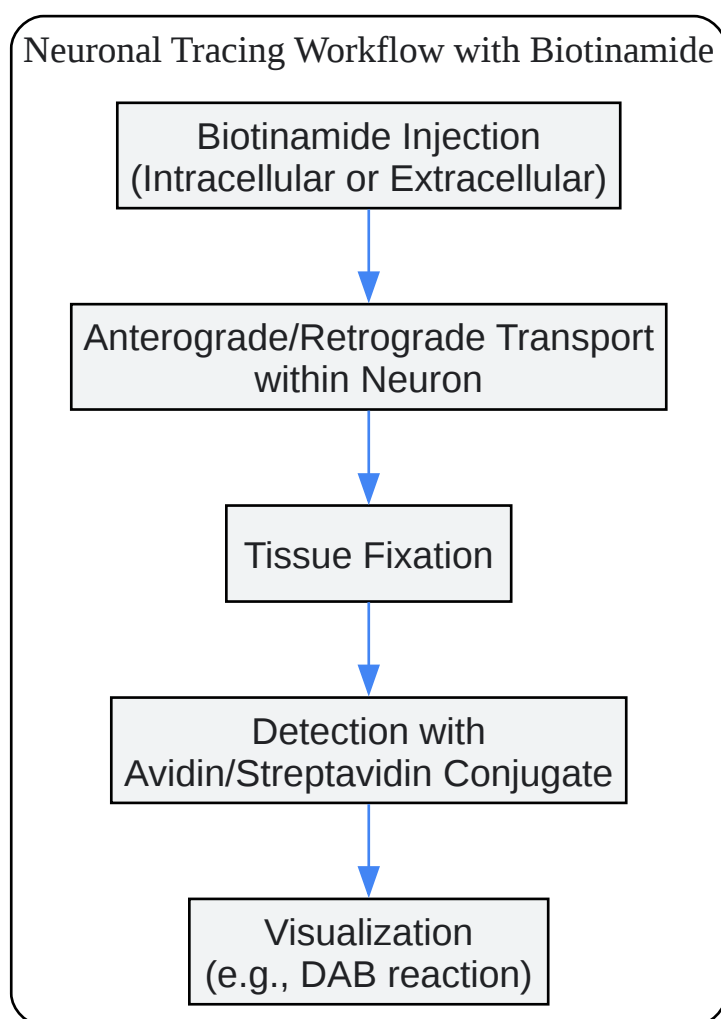 Neuronal Tracing Workflow with Biotinamide
Biotinamide Injection
(Intracellular or Extracellular)
Anterograde/Retrograde Transport
within Neuron
Tissue Fixation
Detection with
Avidin/Streptavidin Conjugate
Visualization
(e.g., DAB reaction)